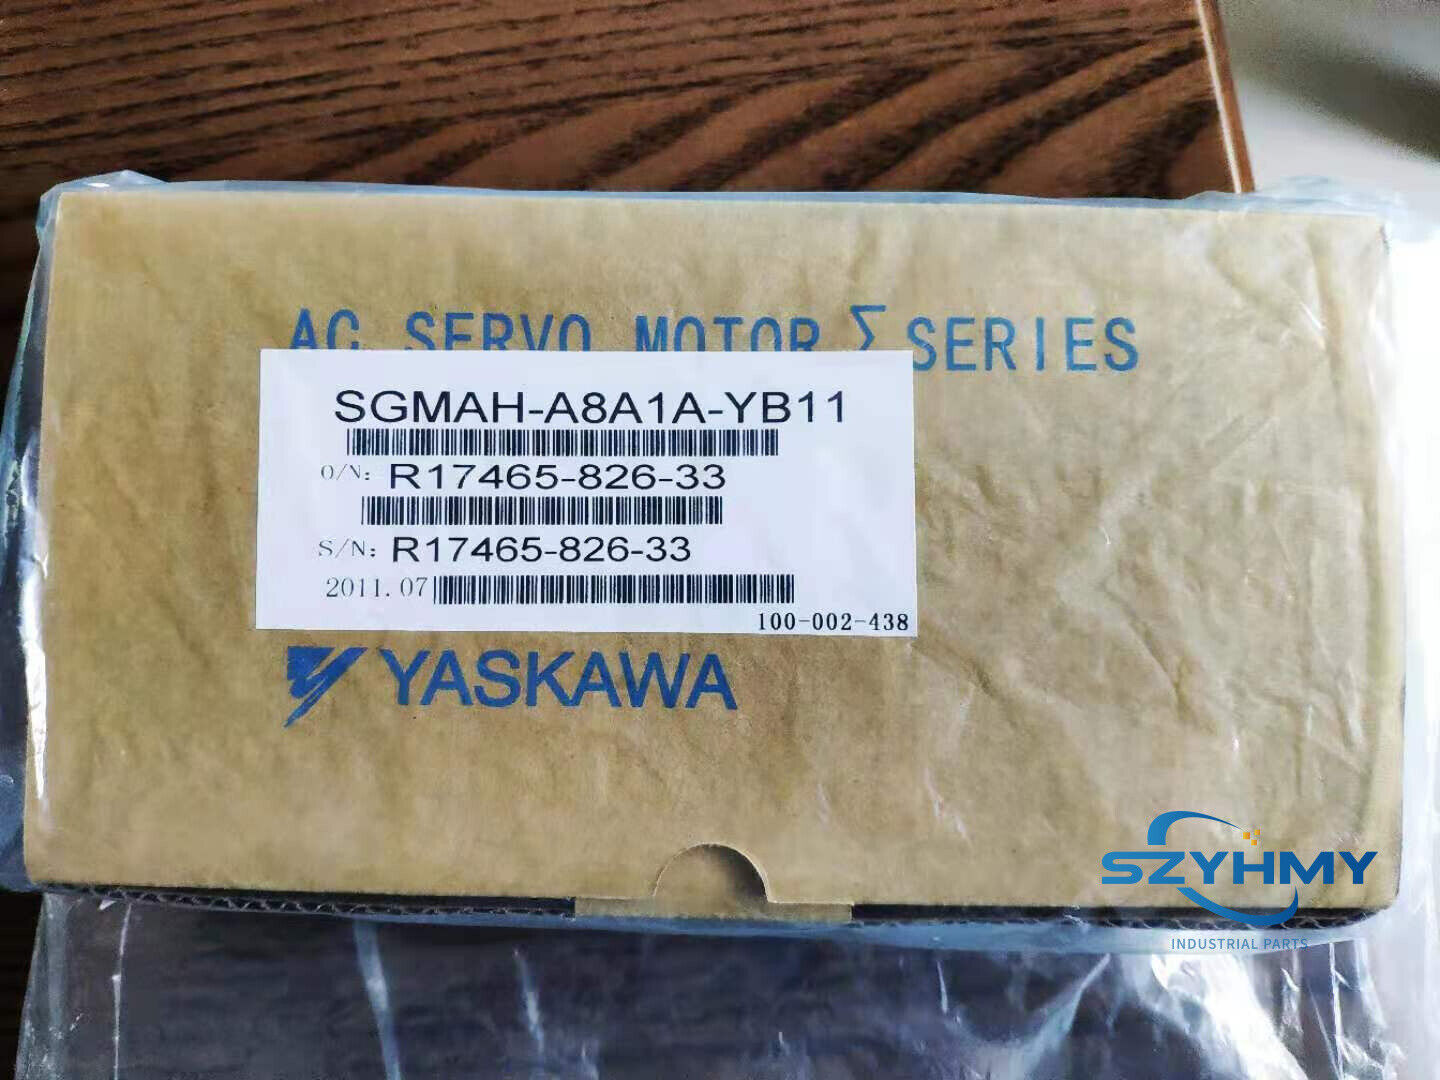 AC SERVO MOTOR Σ SERIES
SGMAH-A8A1A-YB11
O/N: R17465-826-33
S/N: R17465-826-33
2011.07
100-002-438
YASKAWA
SZYHMY
INDUSTRIAL PARTS